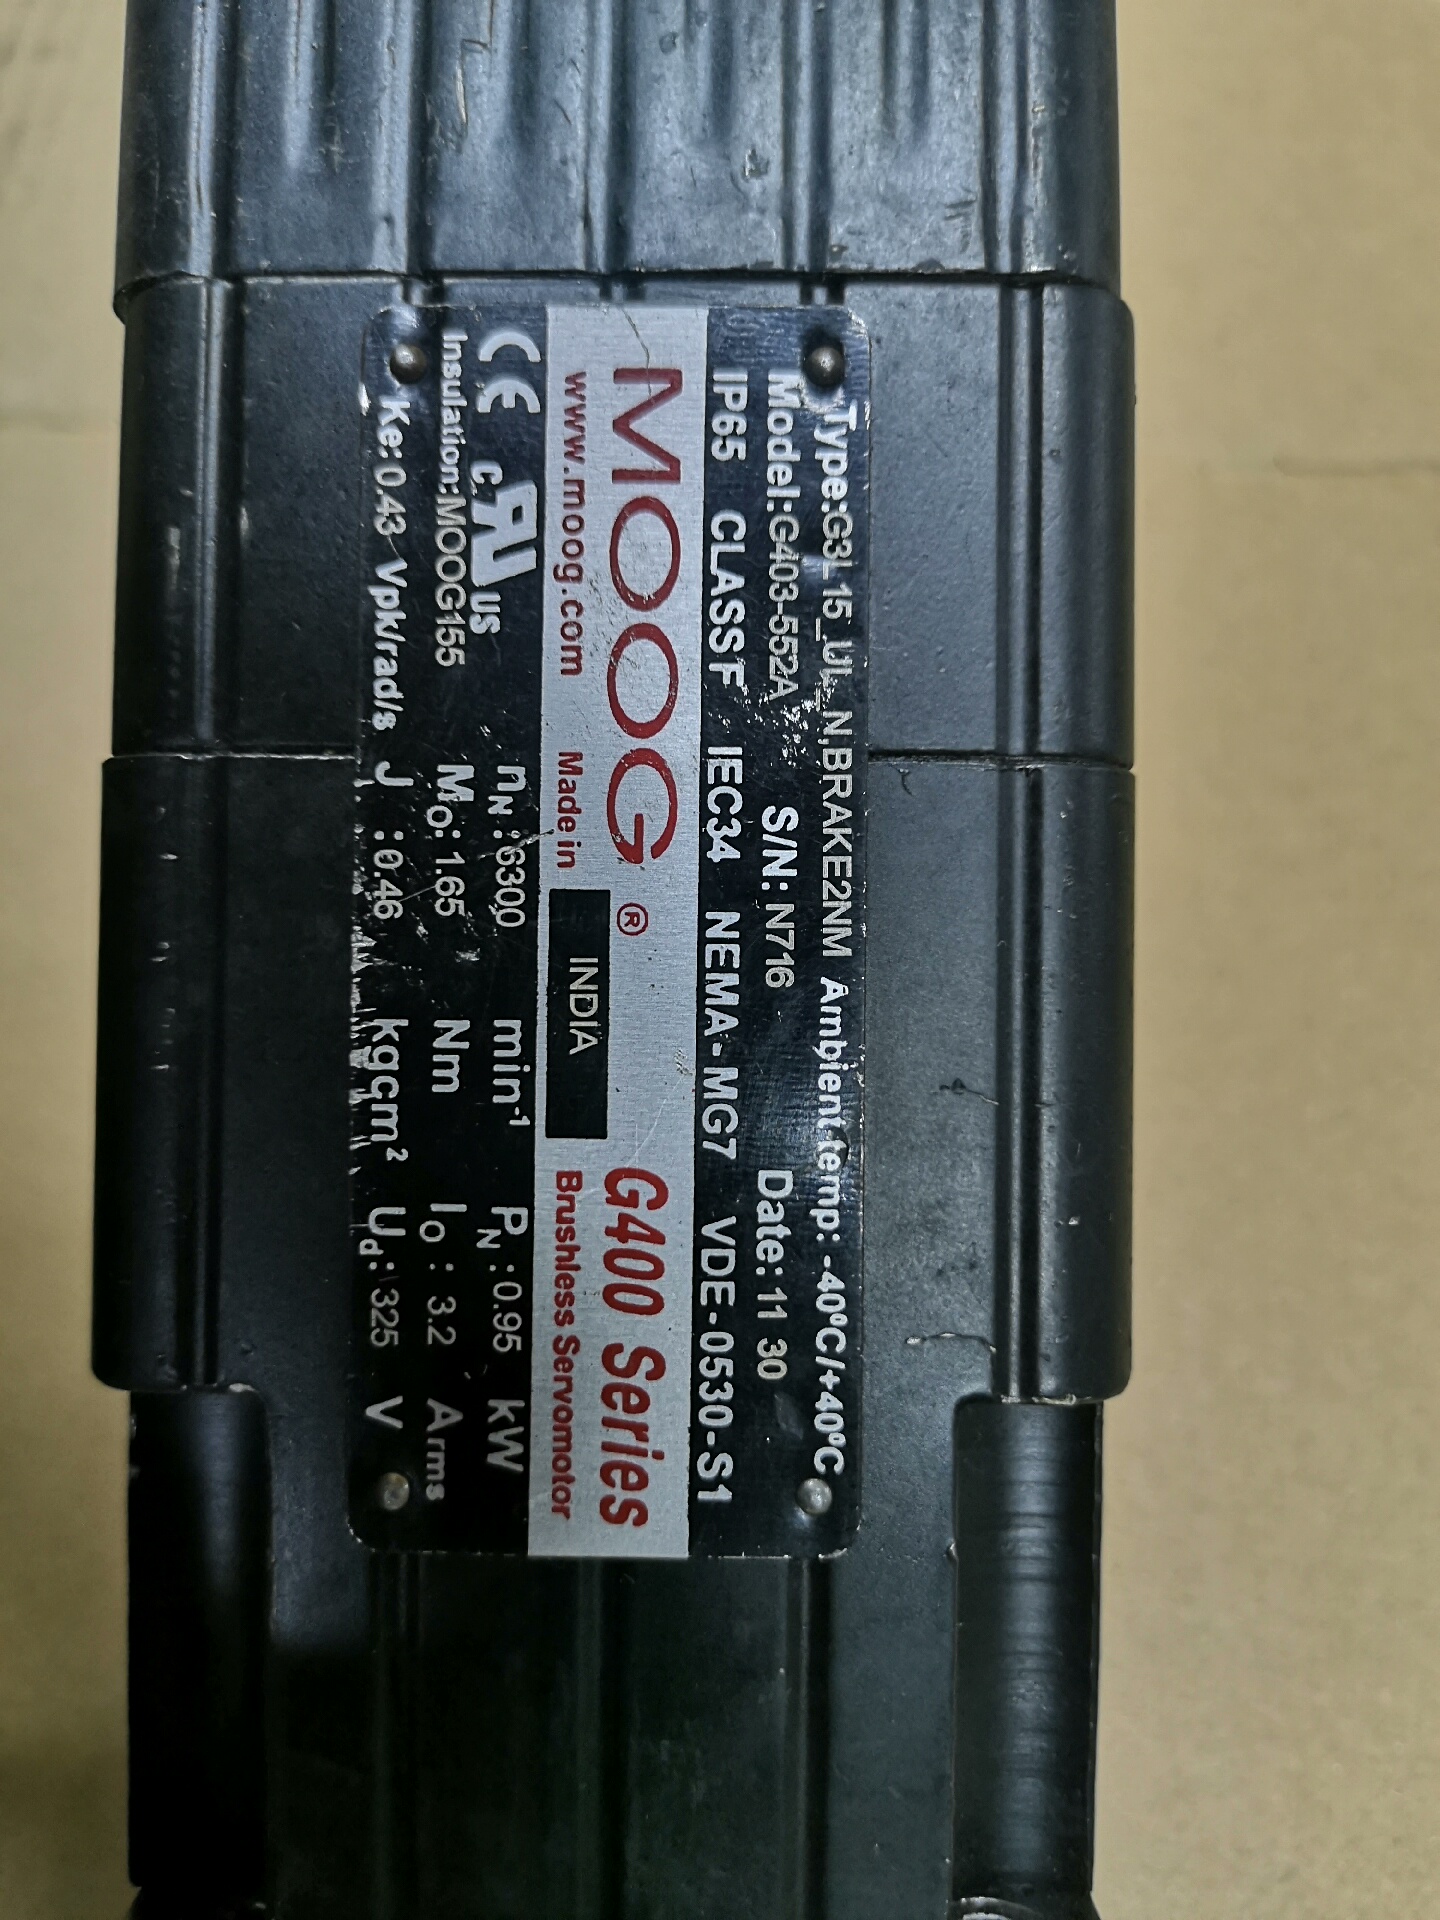 Type:G3L15_UL_N,BRAKE2NM Ambient temp: -40⁰C/+40⁰C
Model:G403-552A S/N: N716 Date: 11 30
IP65 CLASS F IEC34 NEMA-MG7 VDE-0530-S1
MOOG® G400 Series
www.moog.com Made in INDIA Brushless Servomotor
CE c RU US nN : 6300 min⁻¹ PN : 0.95 kW
Insulation:MOOG155 Mo: 1.65 Nm Io : 3.2 Arms
Ke: 0.43 Vpk/rad/s J : 0.46 kgcm² Ud: 325 V